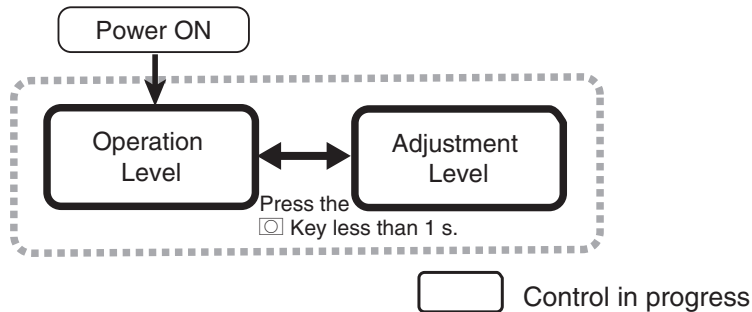 Power ON
Operation
Level
Adjustment
Level
Press the
Key less than 1 s.
Control in progress